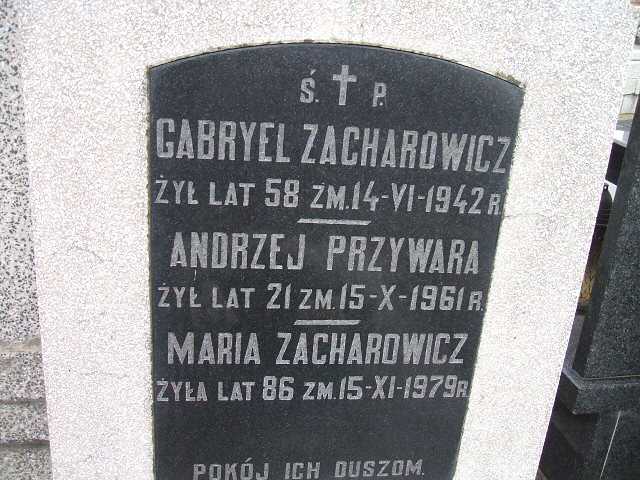 Ś. † P.
GABRYEL ZACHAROWICZ
ŻYŁ LAT 58 ZM. 14-VI-1942 R.
ANDRZEJ PRZYWARA
ŻYŁ LAT 21 ZM. 15-X-1961 R.
MARIA ZACHAROWICZ
ŻYŁA LAT 86 ZM. 15-XI-1979 R.
POKÓJ ICH DUSZOM.